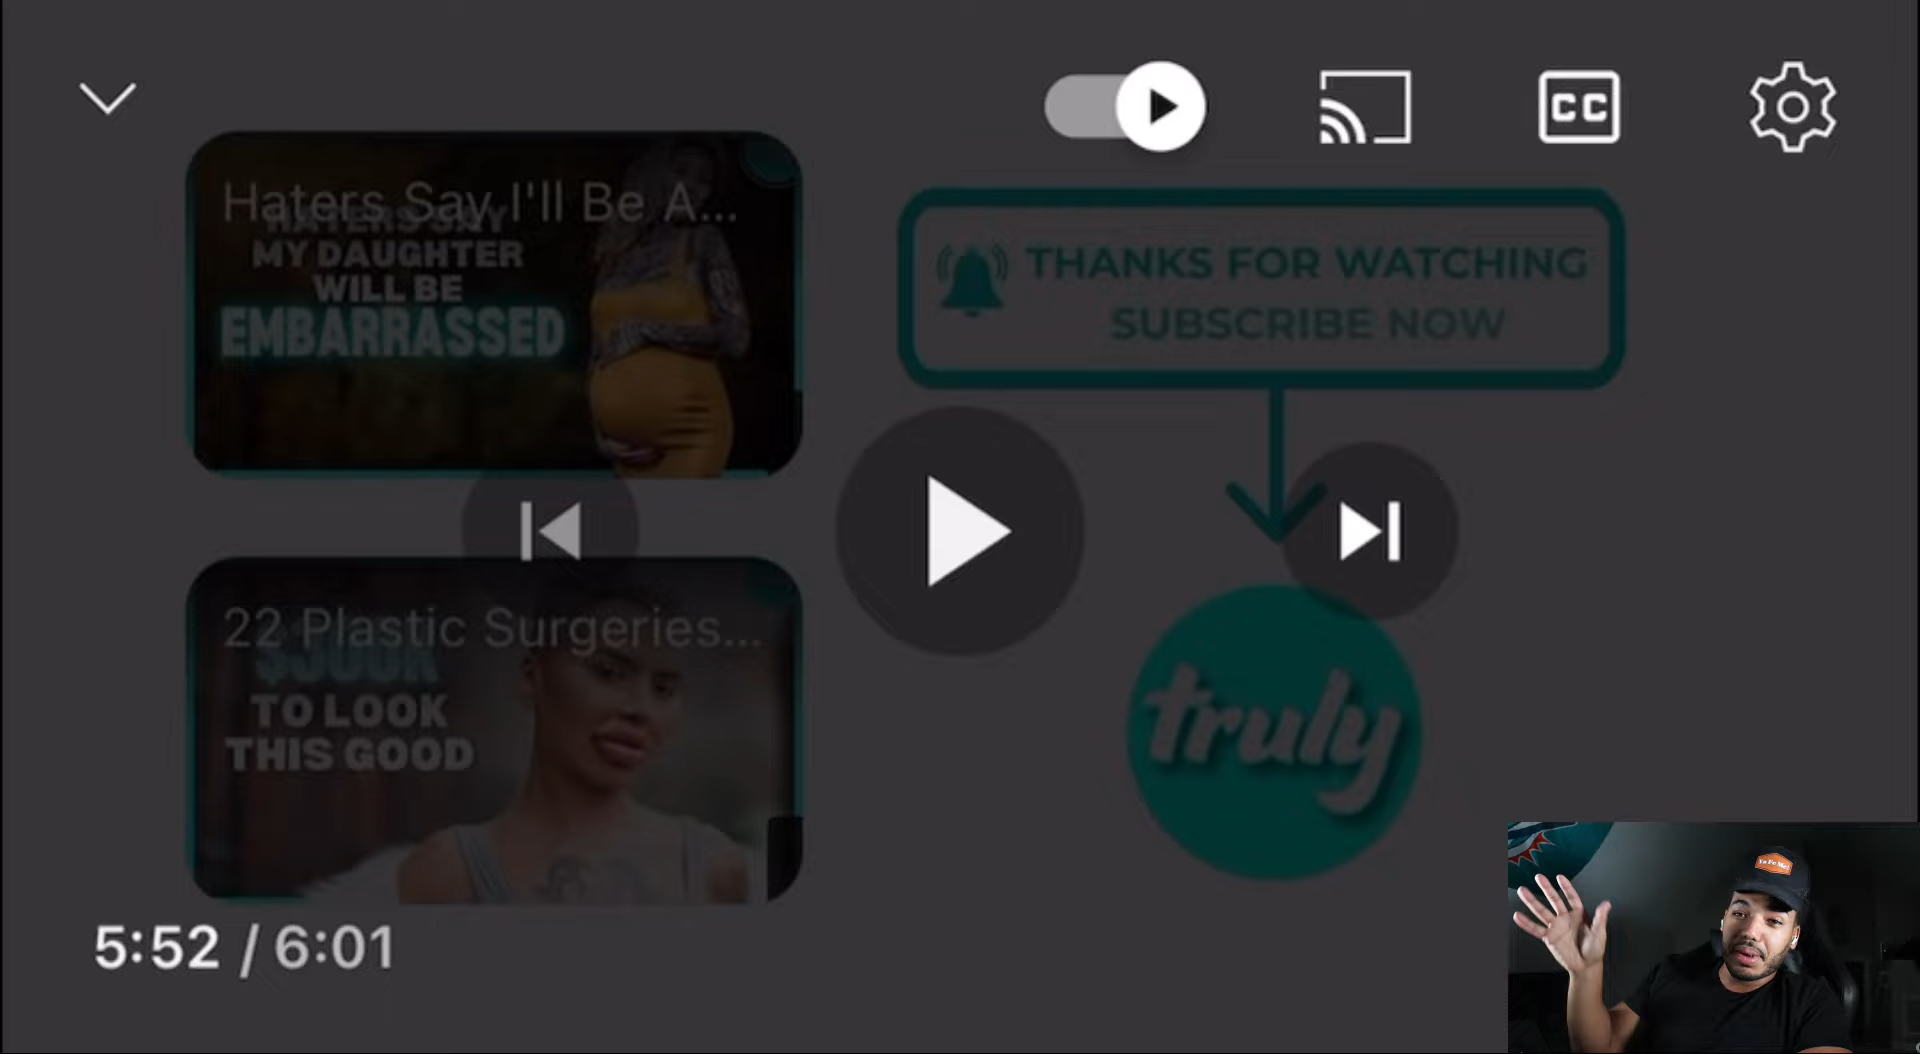 CC
Haters Say I'll Be A...
HATERS SAY
MY DAUGHTER
WILL BE
EMBARRASSED
THANKS FOR WATCHING
SUBSCRIBE NOW
22 Plastic Surgeries...
$300K
TO LOOK
THIS GOOD
truly
5:52 / 6:01